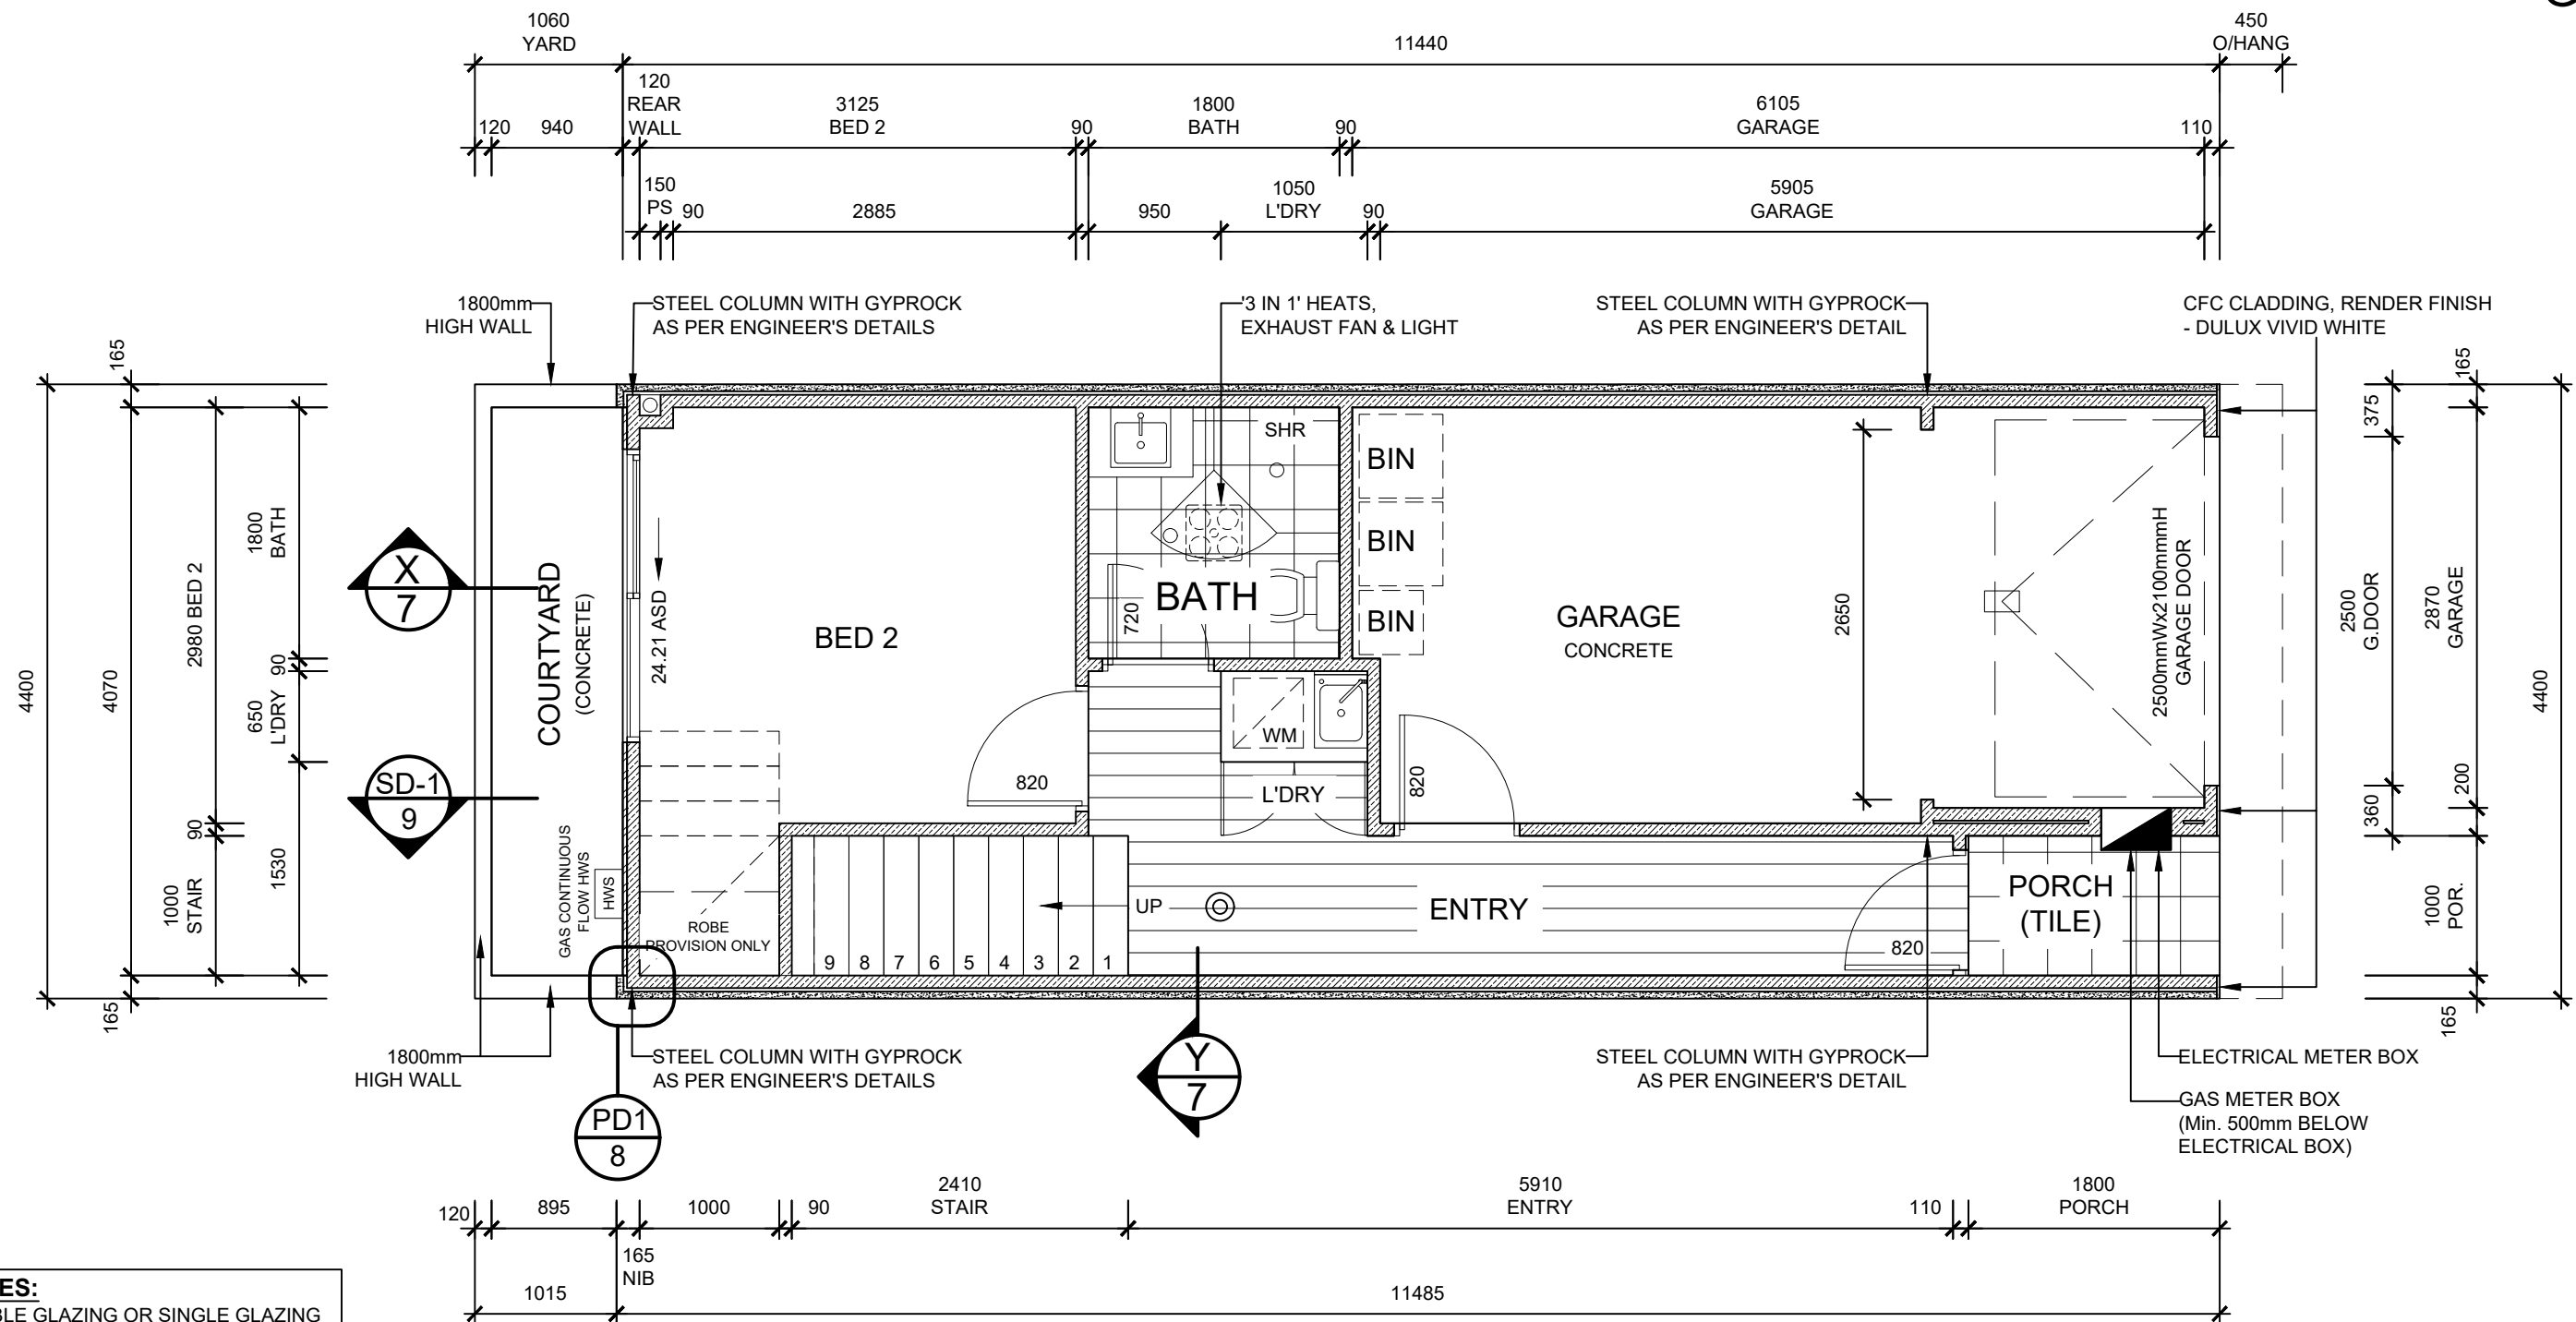 1060
YARD
11440
450
O/HANG
120
REAR
WALL
3125
BED 2
1800
BATH
6105
GARAGE
120
940
90
90
110
150
PS
90
2885
950
1050
L'DRY
90
5905
GARAGE
1800mm
HIGH WALL
STEEL COLUMN WITH GYPROCK
AS PER ENGINEER'S DETAILS
'3 IN 1' HEATS,
EXHAUST FAN & LIGHT
STEEL COLUMN WITH GYPROCK
AS PER ENGINEER'S DETAIL
CFC CLADDING, RENDER FINISH
- DULUX VIVID WHITE
4400
165
4070
165
2980 BED 2
90
1000
STAIR
1800
BATH
90
650
L'DRY
1530
X
7
SD-1
9
COURTYARD
(CONCRETE)
GAS CONTINUOUS
FLOW HWS
HWS
24.21 ASD
BED 2
820
ROBE
PROVISION ONLY
SHR
BATH
720
WM
L'DRY
BIN
BIN
BIN
GARAGE
CONCRETE
2650
820
2500mmWx2100mmmH
GARAGE DOOR
9 8 7 6 5 4 3 2 1
UP
ENTRY
820
PORCH
(TILE)
375
2500
G.DOOR
360
165
2870
GARAGE
200
1000
POR.
165
4400
1800mm
HIGH WALL
STEEL COLUMN WITH GYPROCK
AS PER ENGINEER'S DETAILS
PD1
8
Y
7
STEEL COLUMN WITH GYPROCK
AS PER ENGINEER'S DETAIL
ELECTRICAL METER BOX
GAS METER BOX
(Min. 500mm BELOW
ELECTRICAL BOX)
120
895
165
NIB
1000
90
2410
STAIR
5910
ENTRY
110
1800
PORCH
1015
11485
ES:
BLE GLAZING OR SINGLE GLAZING